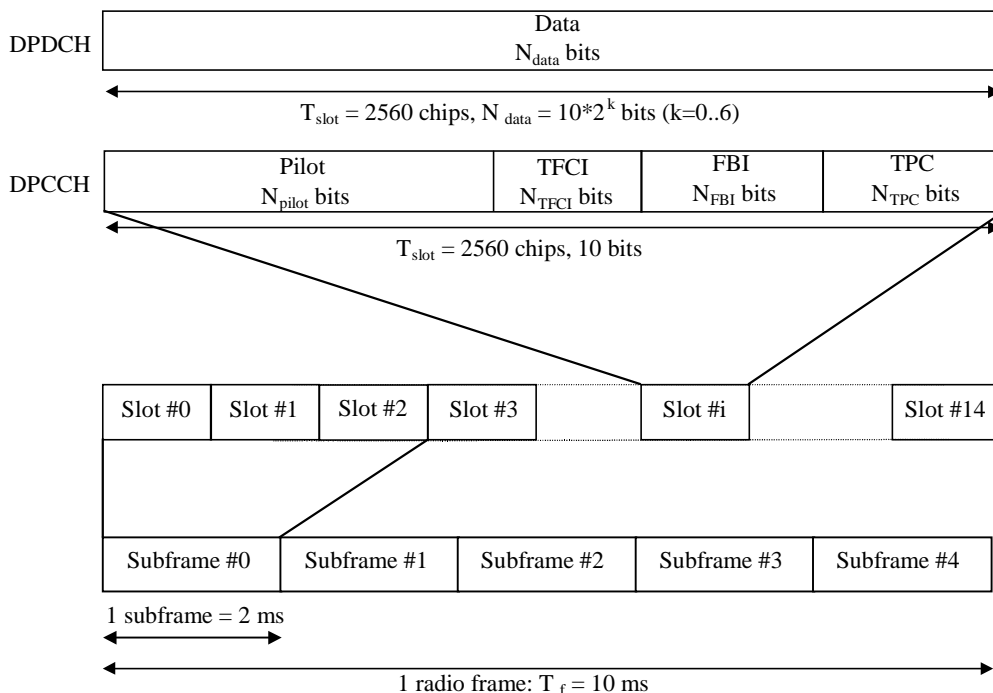 DPDCH
Data
N_data bits
T_slot = 2560 chips, N_data = 10*2^k bits (k=0..6)
DPCCH
Pilot
N_pilot bits
TFCI
N_TFCI bits
FBI
N_FBI bits
TPC
N_TPC bits
T_slot = 2560 chips, 10 bits
Slot #0 Slot #1 Slot #2 Slot #3 Slot #i Slot #14
Subframe #0 Subframe #1 Subframe #2 Subframe #3 Subframe #4
1 subframe = 2 ms
1 radio frame: T_f = 10 ms